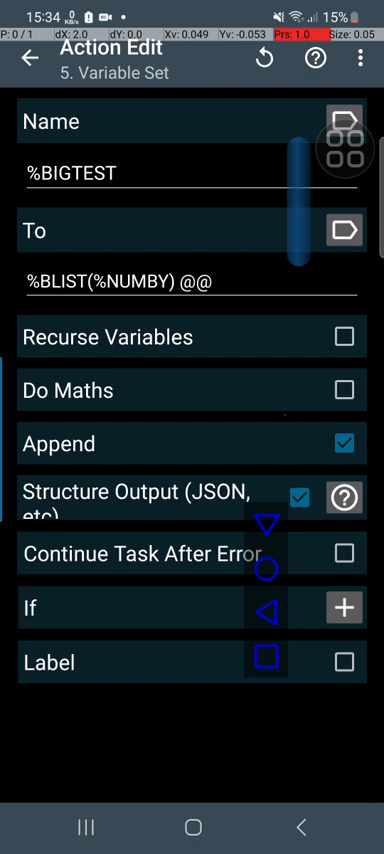 15:34 0 KB/s 15%
P: 0 / 1 dX: 2.0 dY: 0.0 Xv: 0.049 Yv: -0.053 Prs: 1.0 Size: 0.05
Action Edit
5. Variable Set
Name
%BIGTEST
To
%BLIST(%NUMBY) @@
Recurse Variables
Do Maths
Append
Structure Output (JSON,
etc)
Continue Task After Error
If
Label